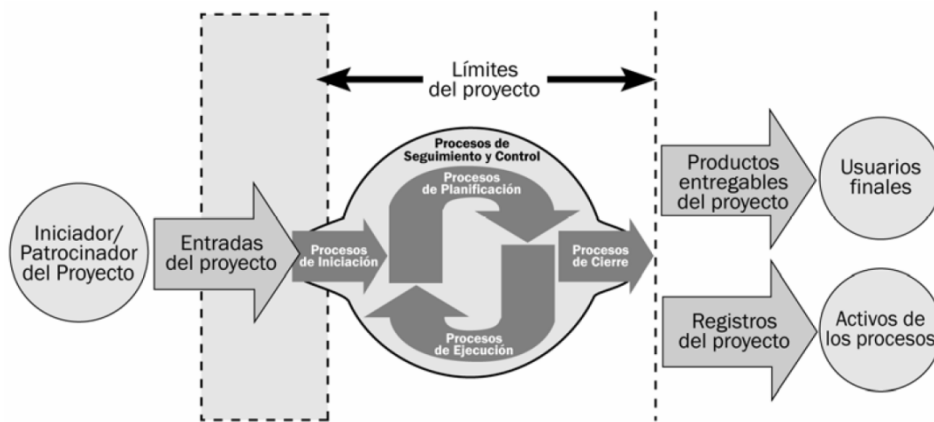 Límites
del proyecto
Procesos de
Seguimiento y Control
Procesos
de Planificación
Iniciador/
Patrocinador
del Proyecto
Entradas
del proyecto
Procesos
de Iniciación
Procesos
de Cierre
Procesos
de Ejecución
Productos
entregables
del proyecto
Usuarios
finales
Registros
del proyecto
Activos de
los procesos